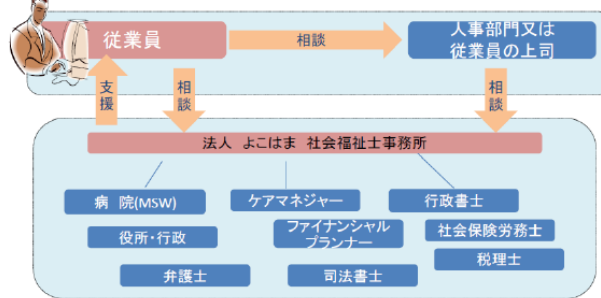 従業員
相談
人事部門又は
従業員の上司
支援
相談
相談
法人 よこはま 社会福祉士事務所
病 院(MSW)
ケアマネジャー
行政書士
役所・行政
ファイナンシャル
プランナー
社会保険労務士
税理士
弁護士
司法書士